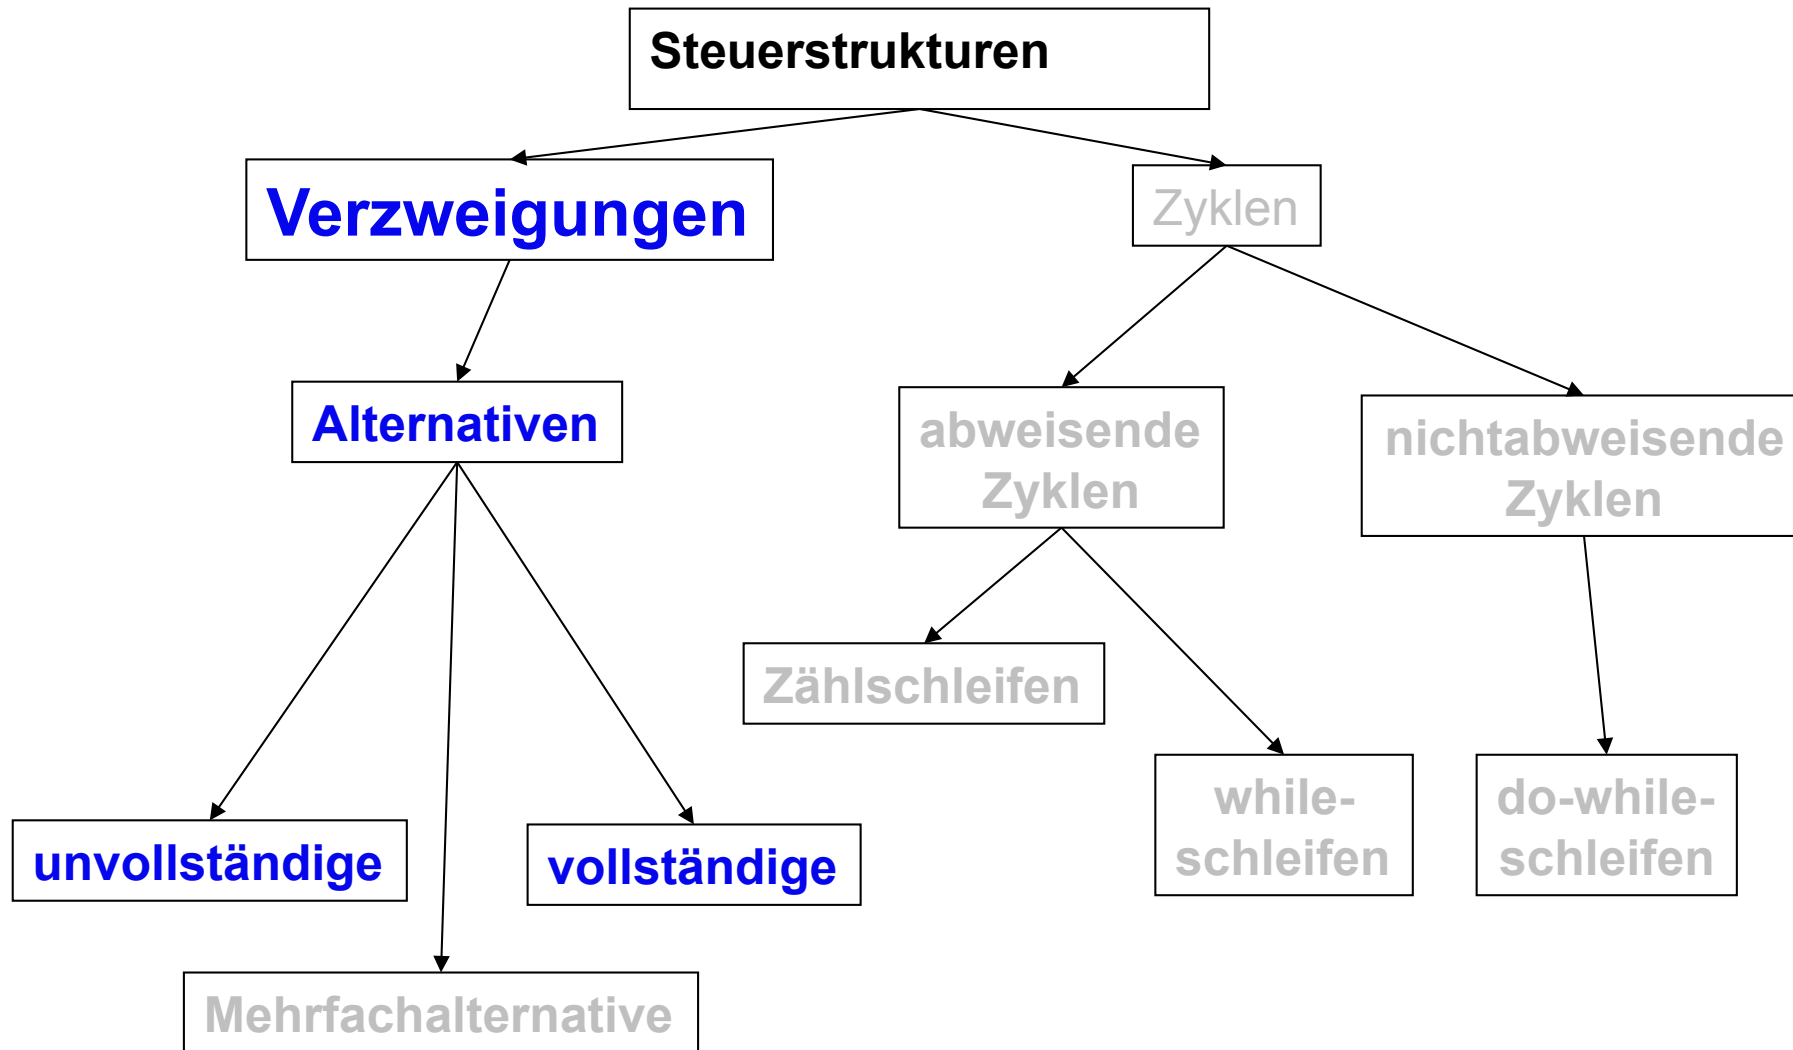 Steuerstrukturen
Verzweigungen
Zyklen
Alternativen
abweisende
Zyklen
nichtabweisende
Zyklen
Zählschleifen
while-
schleifen
do-while-
schleifen
unvollständige
vollständige
Mehrfachalternative